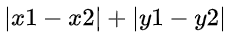 |x1 − x2| + |y1 − y2|